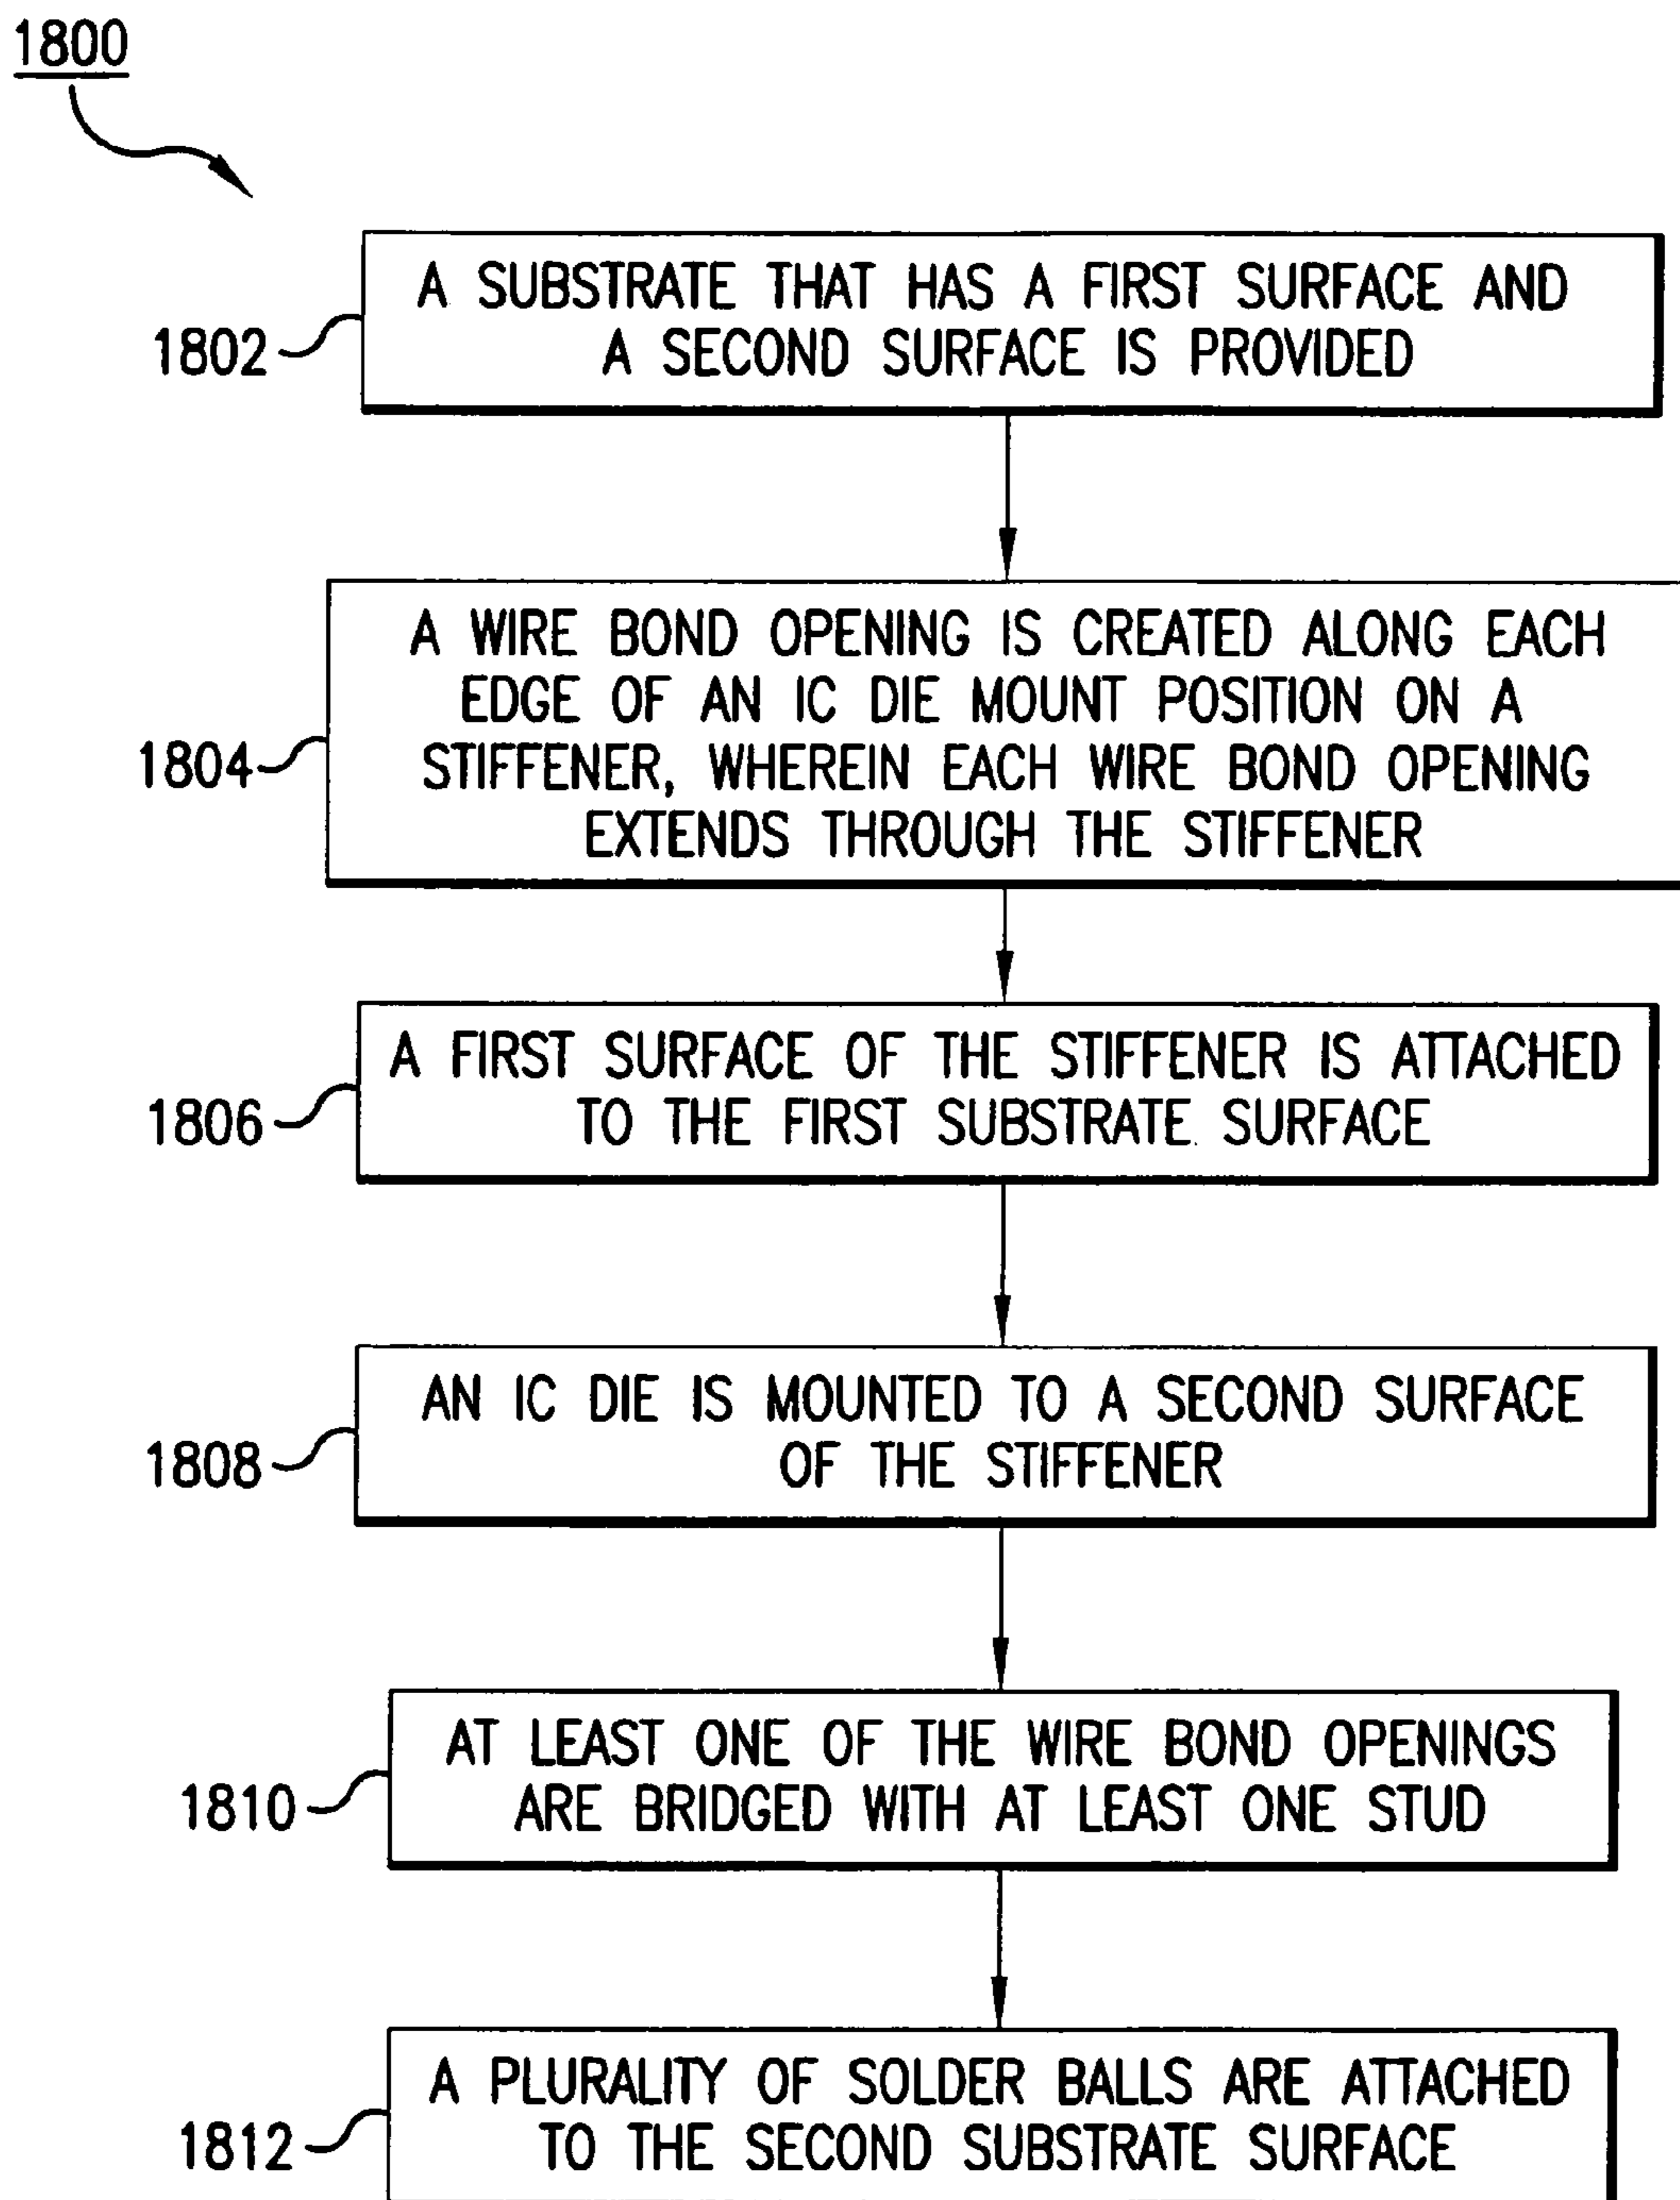 1800
A SUBSTRATE THAT HAS A FIRST SURFACE AND
A SECOND SURFACE IS PROVIDED
1802
A WIRE BOND OPENING IS CREATED ALONG EACH
EDGE OF AN IC DIE MOUNT POSITION ON A
STIFFENER, WHEREIN EACH WIRE BOND OPENING
EXTENDS THROUGH THE STIFFENER
1804
A FIRST SURFACE OF THE STIFFENER IS ATTACHED
TO THE FIRST SUBSTRATE SURFACE
1806
AN IC DIE IS MOUNTED TO A SECOND SURFACE
OF THE STIFFENER
1808
AT LEAST ONE OF THE WIRE BOND OPENINGS
ARE BRIDGED WITH AT LEAST ONE STUD
1810
A PLURALITY OF SOLDER BALLS ARE ATTACHED
TO THE SECOND SUBSTRATE SURFACE
1812